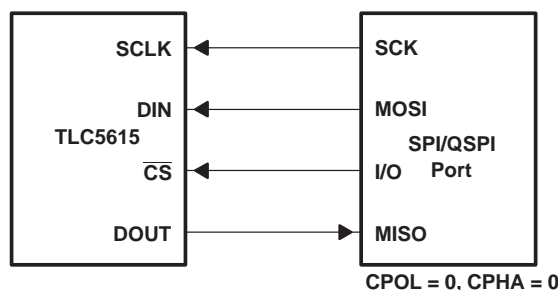 SCLK
DIN
TLC5615
CS
DOUT
SCK
MOSI
SPI/QSPI
Port
I/O
MISO
CPOL = 0, CPHA = 0